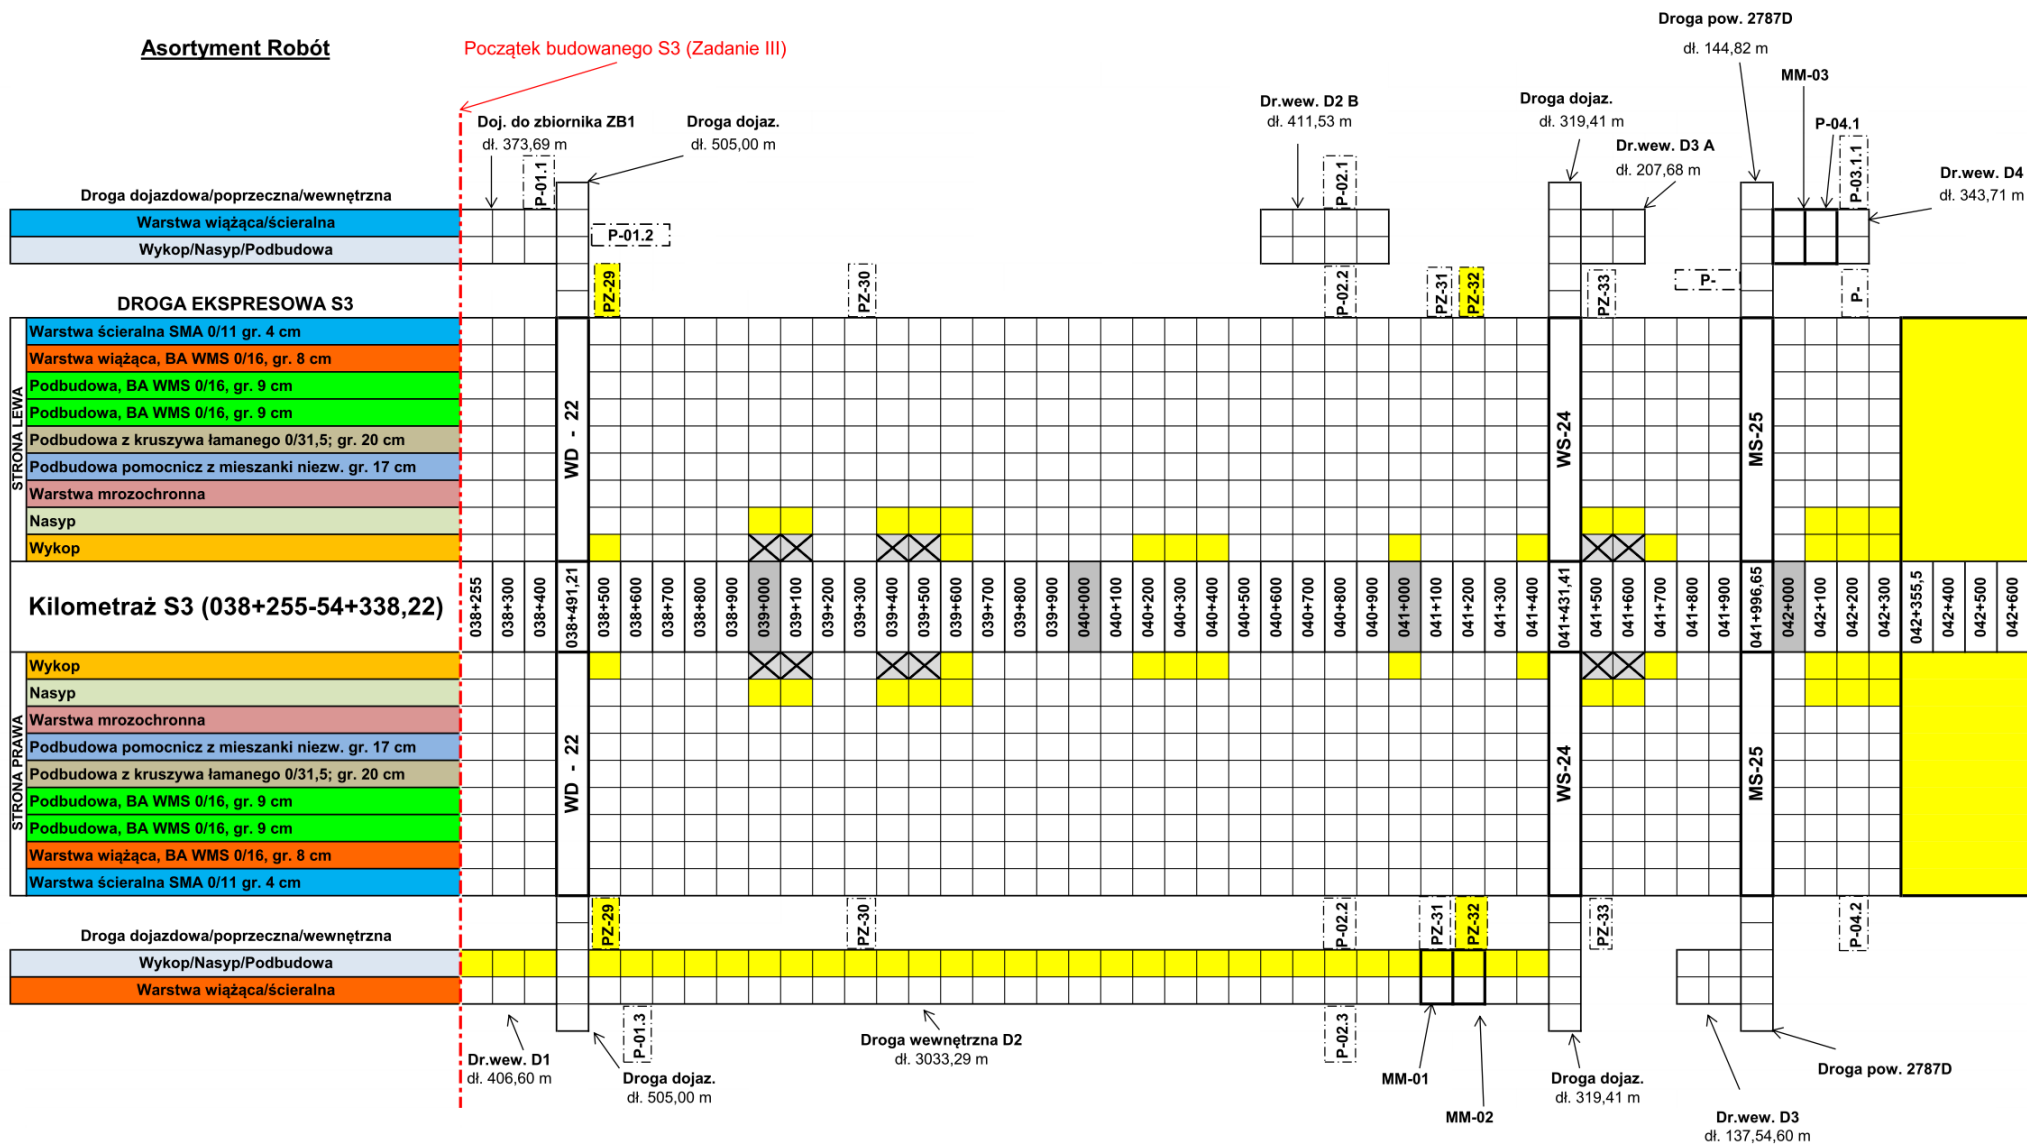 Droga pow. 2787D
dł. 144,82 m
Asortyment Robót
Początek budowanego S3 (Zadanie III)
MM-03
Dr.wew. D2 B
dł. 411,53 m
Droga dojaz.
dł. 319,41 m
Doj. do zbiornika ZB1
dł. 373,69 m
Droga dojaz.
dł. 505,00 m
P-04.1
Dr.wew. D3 A
dł. 207,68 m
Dr.wew. D4
dł. 343,71 m
P-01.1
P-02.1
P-03.1.1
Droga dojazdowa/poprzeczna/wewnętrzna
Warstwa wiążąca/ścieralna
P-01.2
Wykop/Nasyp/Podbudowa
PZ-29
PZ-30
P-02.2
PZ-31
PZ-32
PZ-33
P-
P-
DROGA EKSPRESOWA S3
STRONA LEWA
Warstwa ścieralna SMA 0/11 gr. 4 cm
Warstwa wiążąca, BA WMS 0/16, gr. 8 cm
Podbudowa, BA WMS 0/16, gr. 9 cm
Podbudowa, BA WMS 0/16, gr. 9 cm
Podbudowa z kruszywa łamanego 0/31,5; gr. 20 cm
Podbudowa pomocnicz z mieszanki niezw. gr. 17 cm
Warstwa mrozochronna
Nasyp
Wykop
WD - 22
WS-24
MS-25
Kilometraż S3 (038+255-54+338,22)
038+255
038+300
038+400
038+491,21
038+500
038+600
038+700
038+800
038+900
039+000
039+100
039+200
039+300
039+400
039+500
039+600
039+700
039+800
039+900
040+000
040+100
040+200
040+300
040+400
040+500
040+600
040+700
040+800
040+900
041+000
041+100
041+200
041+300
041+400
041+431,41
041+500
041+600
041+700
041+800
041+900
041+996,65
042+000
042+100
042+200
042+300
042+355,5
042+400
042+500
042+600
STRONA PRAWA
Wykop
Nasyp
Warstwa mrozochronna
Podbudowa pomocnicz z mieszanki niezw. gr. 17 cm
Podbudowa z kruszywa łamanego 0/31,5; gr. 20 cm
Podbudowa, BA WMS 0/16, gr. 9 cm
Podbudowa, BA WMS 0/16, gr. 9 cm
Warstwa wiążąca, BA WMS 0/16, gr. 8 cm
Warstwa ścieralna SMA 0/11 gr. 4 cm
WD - 22
WS-24
MS-25
PZ-29
PZ-30
P-02.2
PZ-31
PZ-32
PZ-33
P-04.2
Droga dojazdowa/poprzeczna/wewnętrzna
Wykop/Nasyp/Podbudowa
Warstwa wiążąca/ścieralna
P-01.3
P-02.3
Dr.wew. D1
dł. 406,60 m
Droga dojaz.
dł. 505,00 m
Droga wewnętrzna D2
dł. 3033,29 m
MM-01
MM-02
Droga dojaz.
dł. 319,41 m
Droga pow. 2787D
Dr.wew. D3
dł. 137,54,60 m